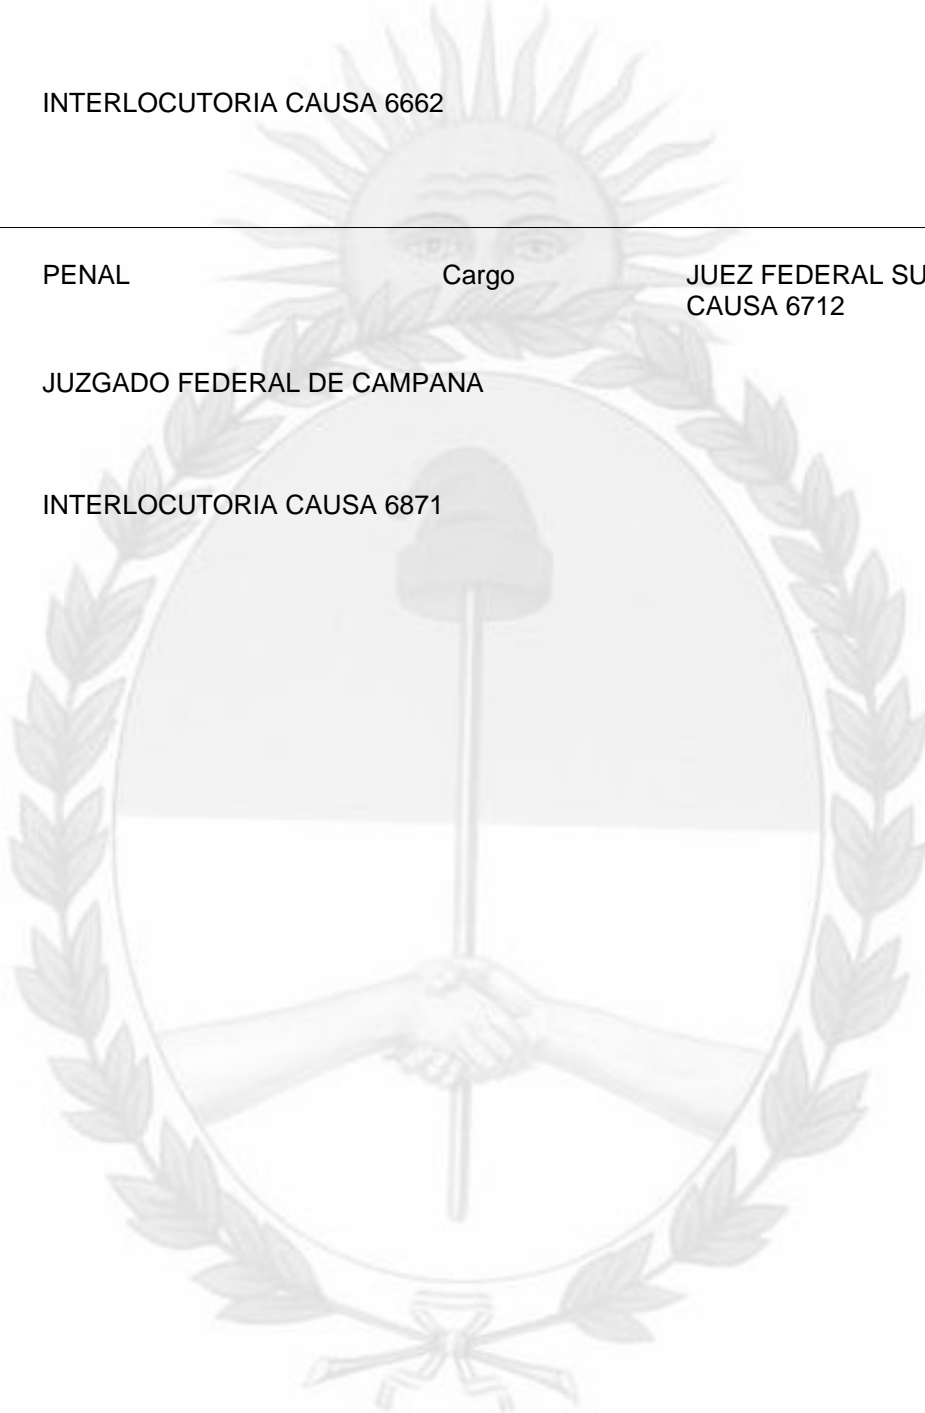 INTERLOCUTORIA CAUSA 6662
PENAL Cargo JUEZ FEDERAL SU
CAUSA 6712
JUZGADO FEDERAL DE CAMPANA
INTERLOCUTORIA CAUSA 6871